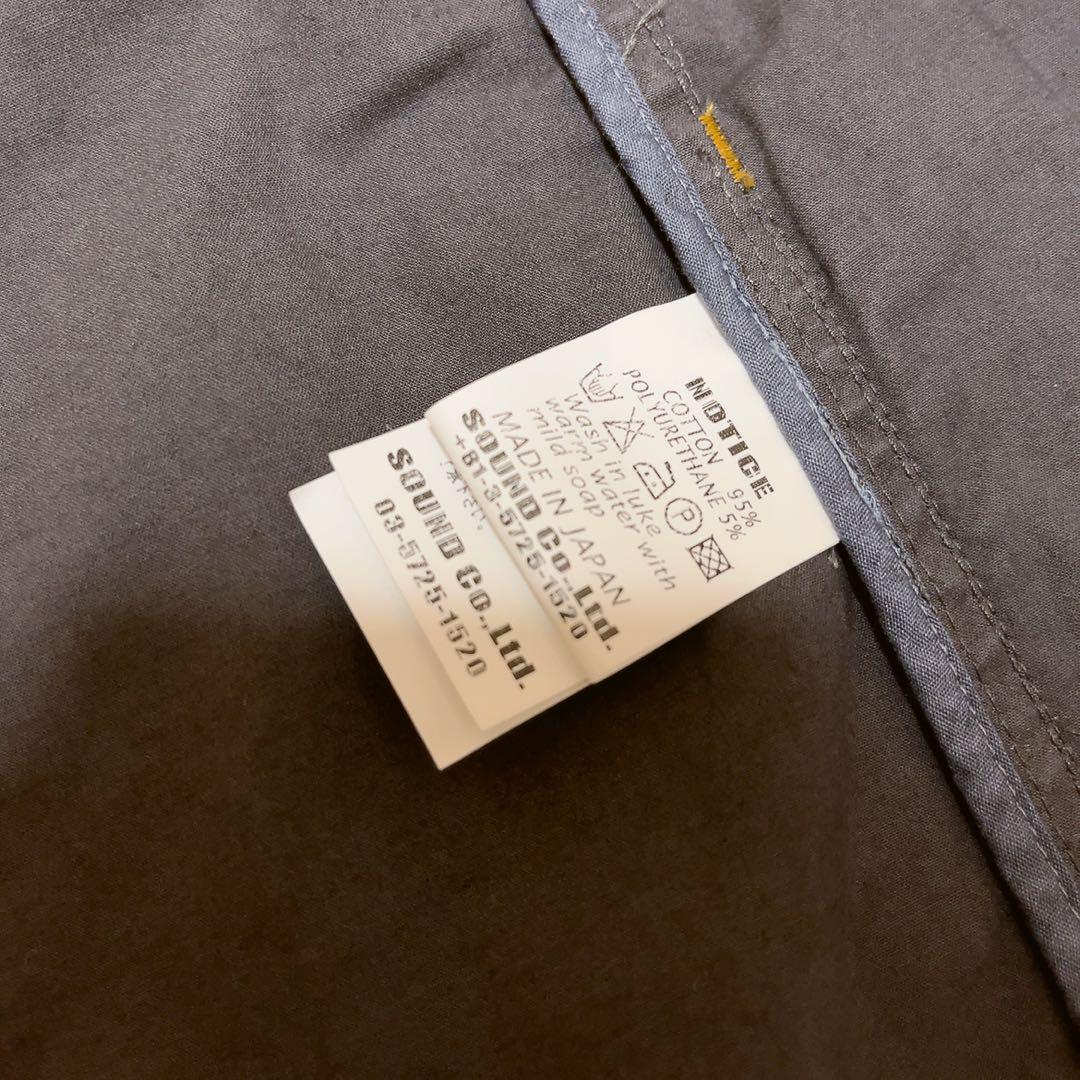 NOTICE
COTTON 95%
POLYURETHANE 5%
P
Wash in luke
warm water with
mild soap
MADE IN JAPAN
SOUND Co.,Ltd.
+81-3-5725-1520
SOUND Co.,Ltd.
03-5725-1520